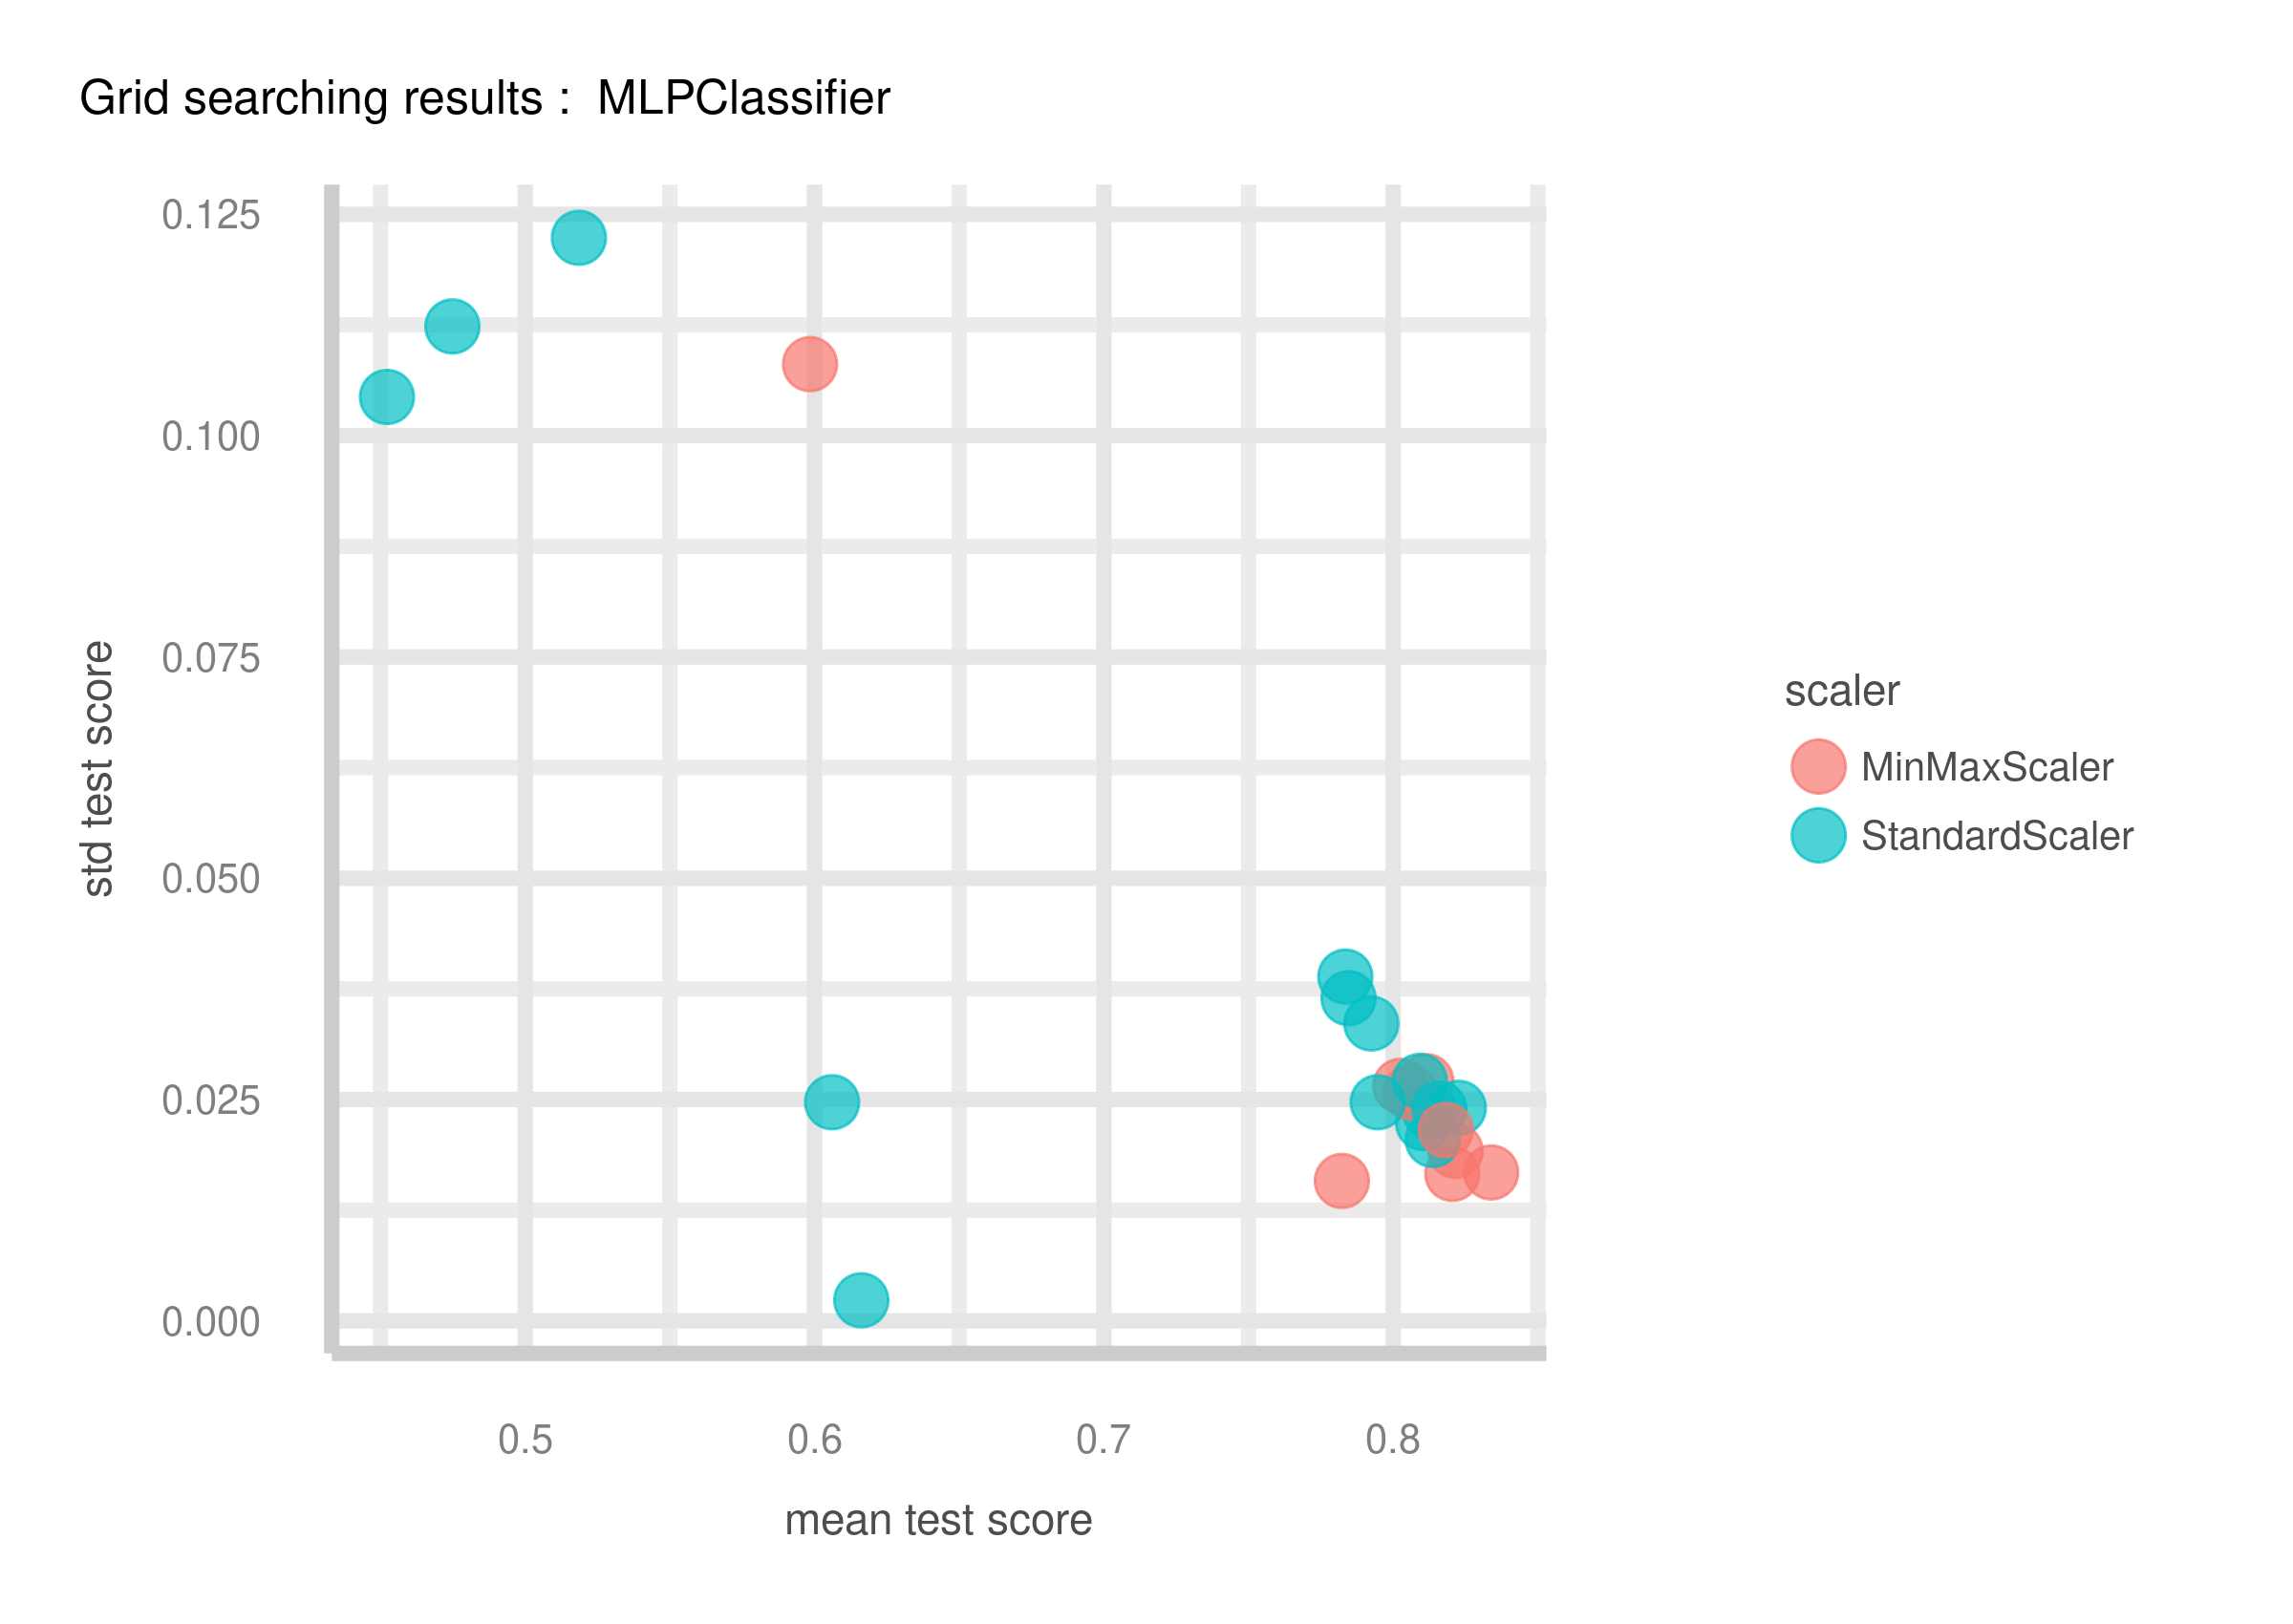 Grid searching results :  MLPClassifier
0.125
0.100
0.075
0.050
0.025
0.000
std test score
0.5 0.6 0.7 0.8
mean test score
scaler
MinMaxScaler
StandardScaler